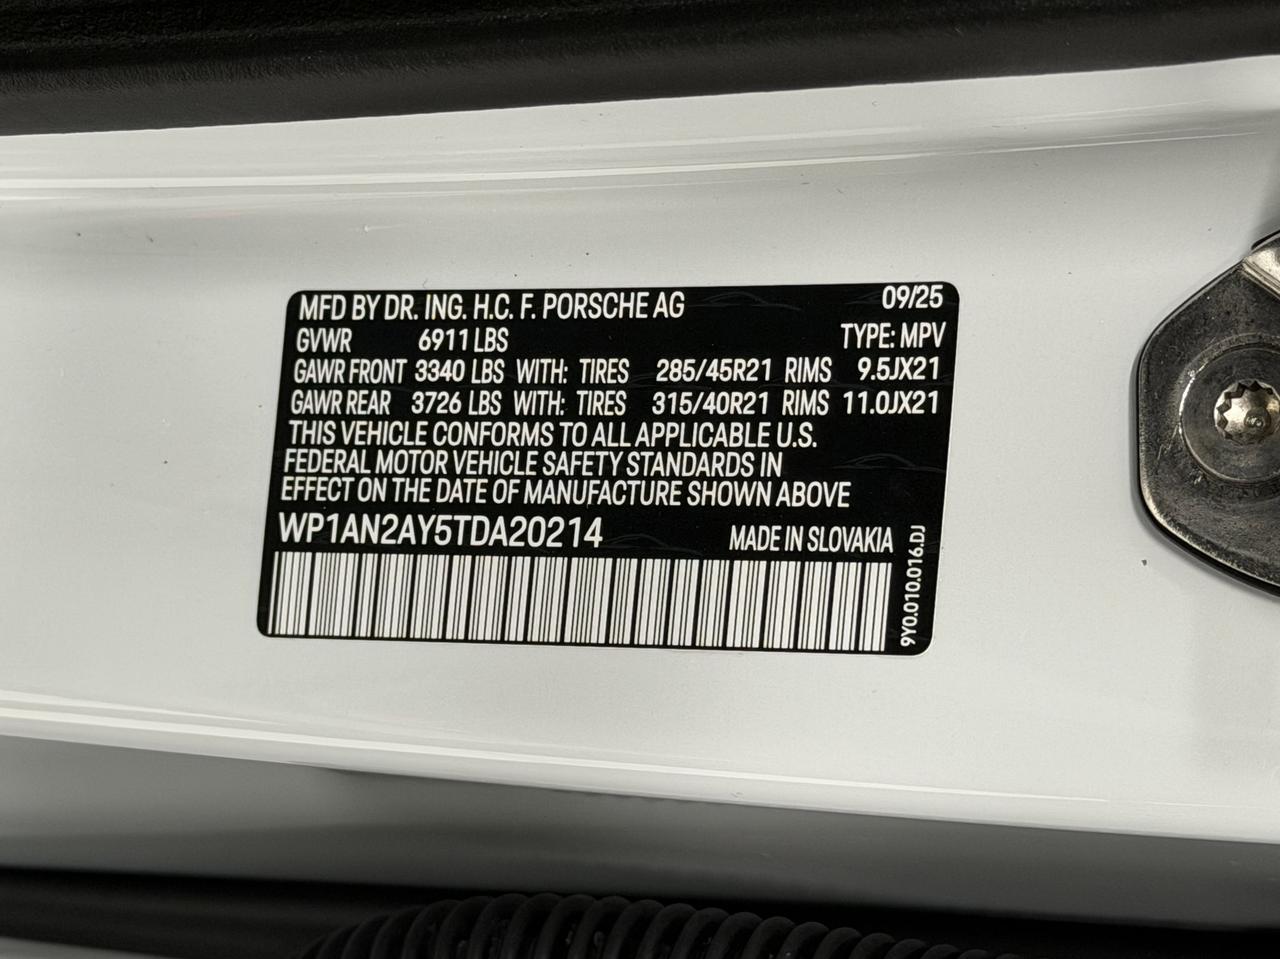 MFD BY DR. ING. H.C. F. PORSCHE AG 09/25
GVWR 6911 LBS TYPE: MPV
GAWR FRONT 3340 LBS WITH: TIRES 285/45R21 RIMS 9.5JX21
GAWR REAR 3726 LBS WITH: TIRES 315/40R21 RIMS 11.0JX21
THIS VEHICLE CONFORMS TO ALL APPLICABLE U.S.
FEDERAL MOTOR VEHICLE SAFETY STANDARDS IN
EFFECT ON THE DATE OF MANUFACTURE SHOWN ABOVE
WP1AN2AY5TDA20214 MADE IN SLOVAKIA
9Y0.010.016.DJ